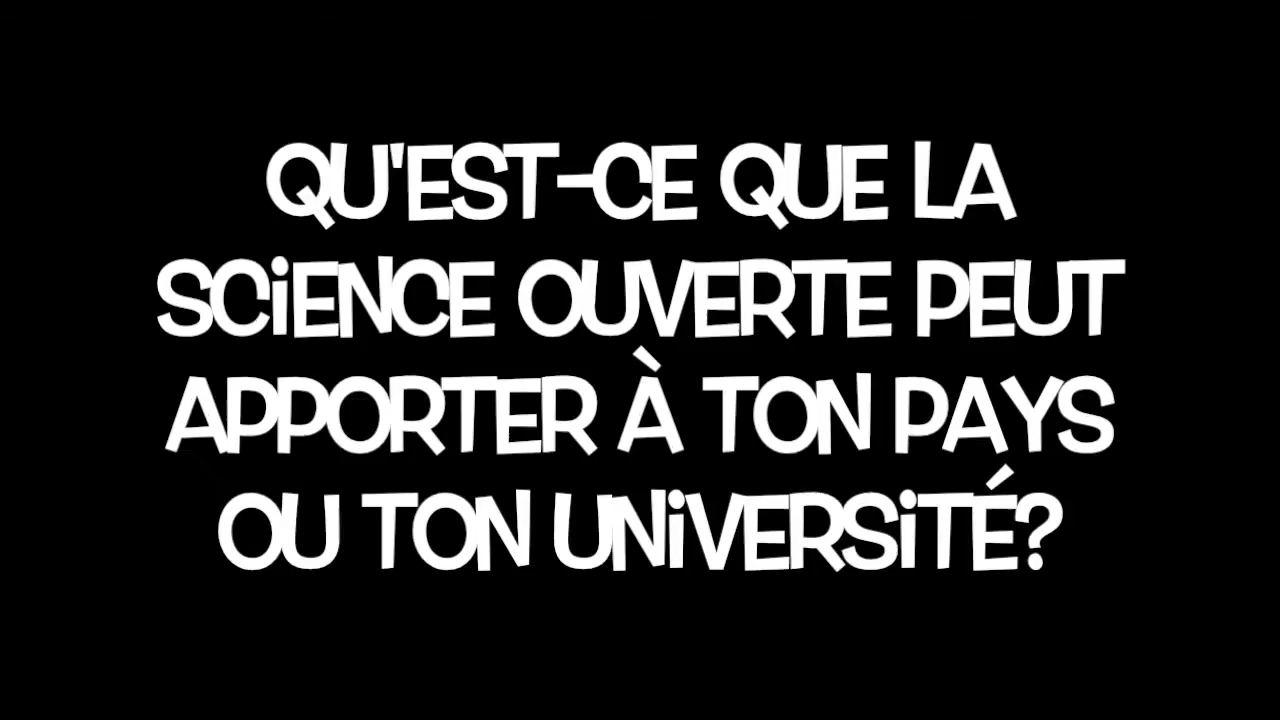 QU'EST-CE QUE LA
SCIENCE OUVERTE PEUT
APPORTER À TON PAYS
OU TON UNIVERSITÉ?